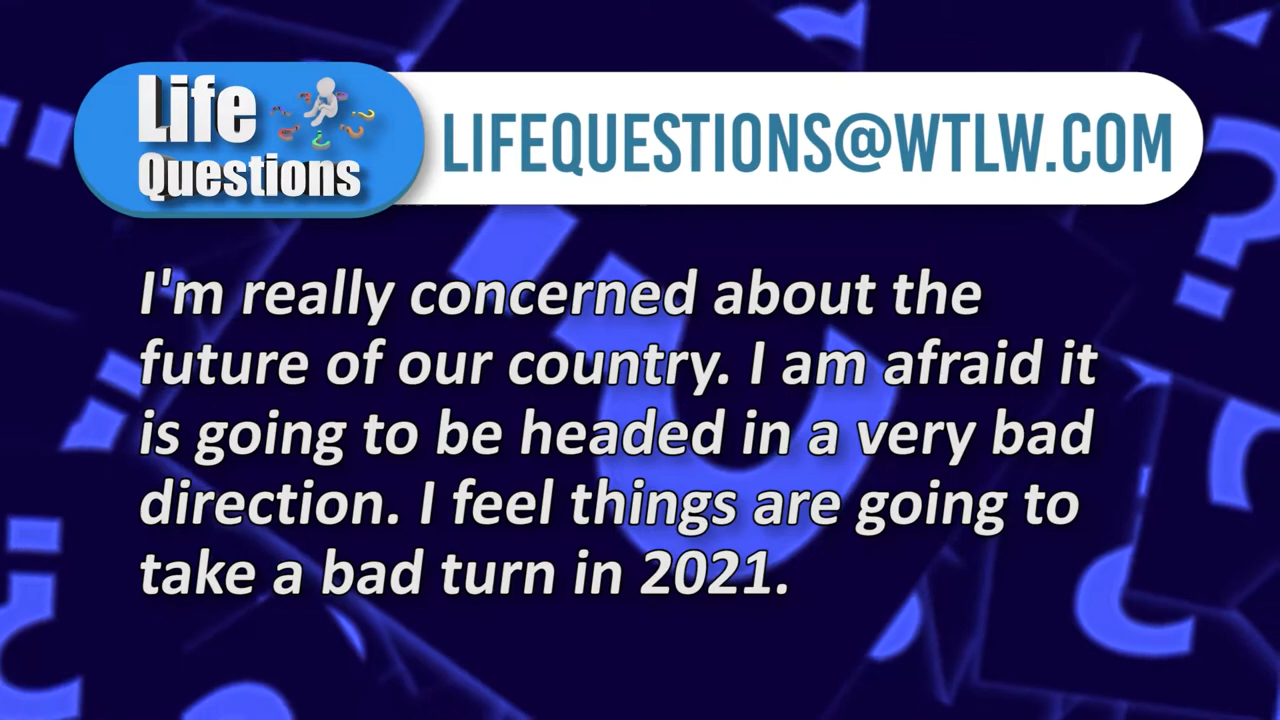 Life
Questions
LIFEQUESTIONS@WTLW.COM
I'm really concerned about the
future of our country. I am afraid it
is going to be headed in a very bad
direction. I feel things are going to
take a bad turn in 2021.